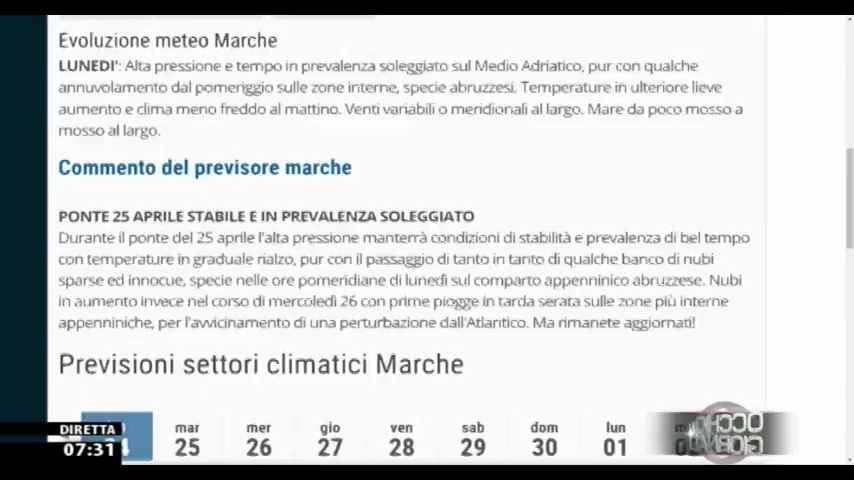 Evoluzione meteo Marche
LUNEDI': Alta pressione e tempo in prevalenza soleggiato sul Medio Adriatico, pur con qualche
annuvolamento dal pomeriggio sulle zone interne, specie abruzzesi. Temperature in ulteriore lieve
aumento e clima meno freddo al mattino. Venti variabili o meridionali al largo. Mare da poco mosso a
mosso al largo.
Commento del previsore marche
PONTE 25 APRILE STABILE E IN PREVALENZA SOLEGGIATO
Durante il ponte del 25 aprile l'alta pressione manterrà condizioni di stabilità e prevalenza di bel tempo
con temperature in graduale rialzo, pur con il passaggio di tanto in tanto di qualche banco di nubi
sparse ed innocue, specie nelle ore pomeridiane di lunedì sul comparto appenninico abruzzese. Nubi
in aumento invece nel corso di mercoledì 26 con prime piogge in tarda serata sulle zone più interne
appenniniche, per l'avvicinamento di una perturbazione dall'Atlantico. Ma rimanete aggiornati!
Previsioni settori climatici Marche
mar mer gio ven sab dom lun
25 26 27 28 29 30 01
DIRETTA
07:31
OCCHIO
GIORNALE